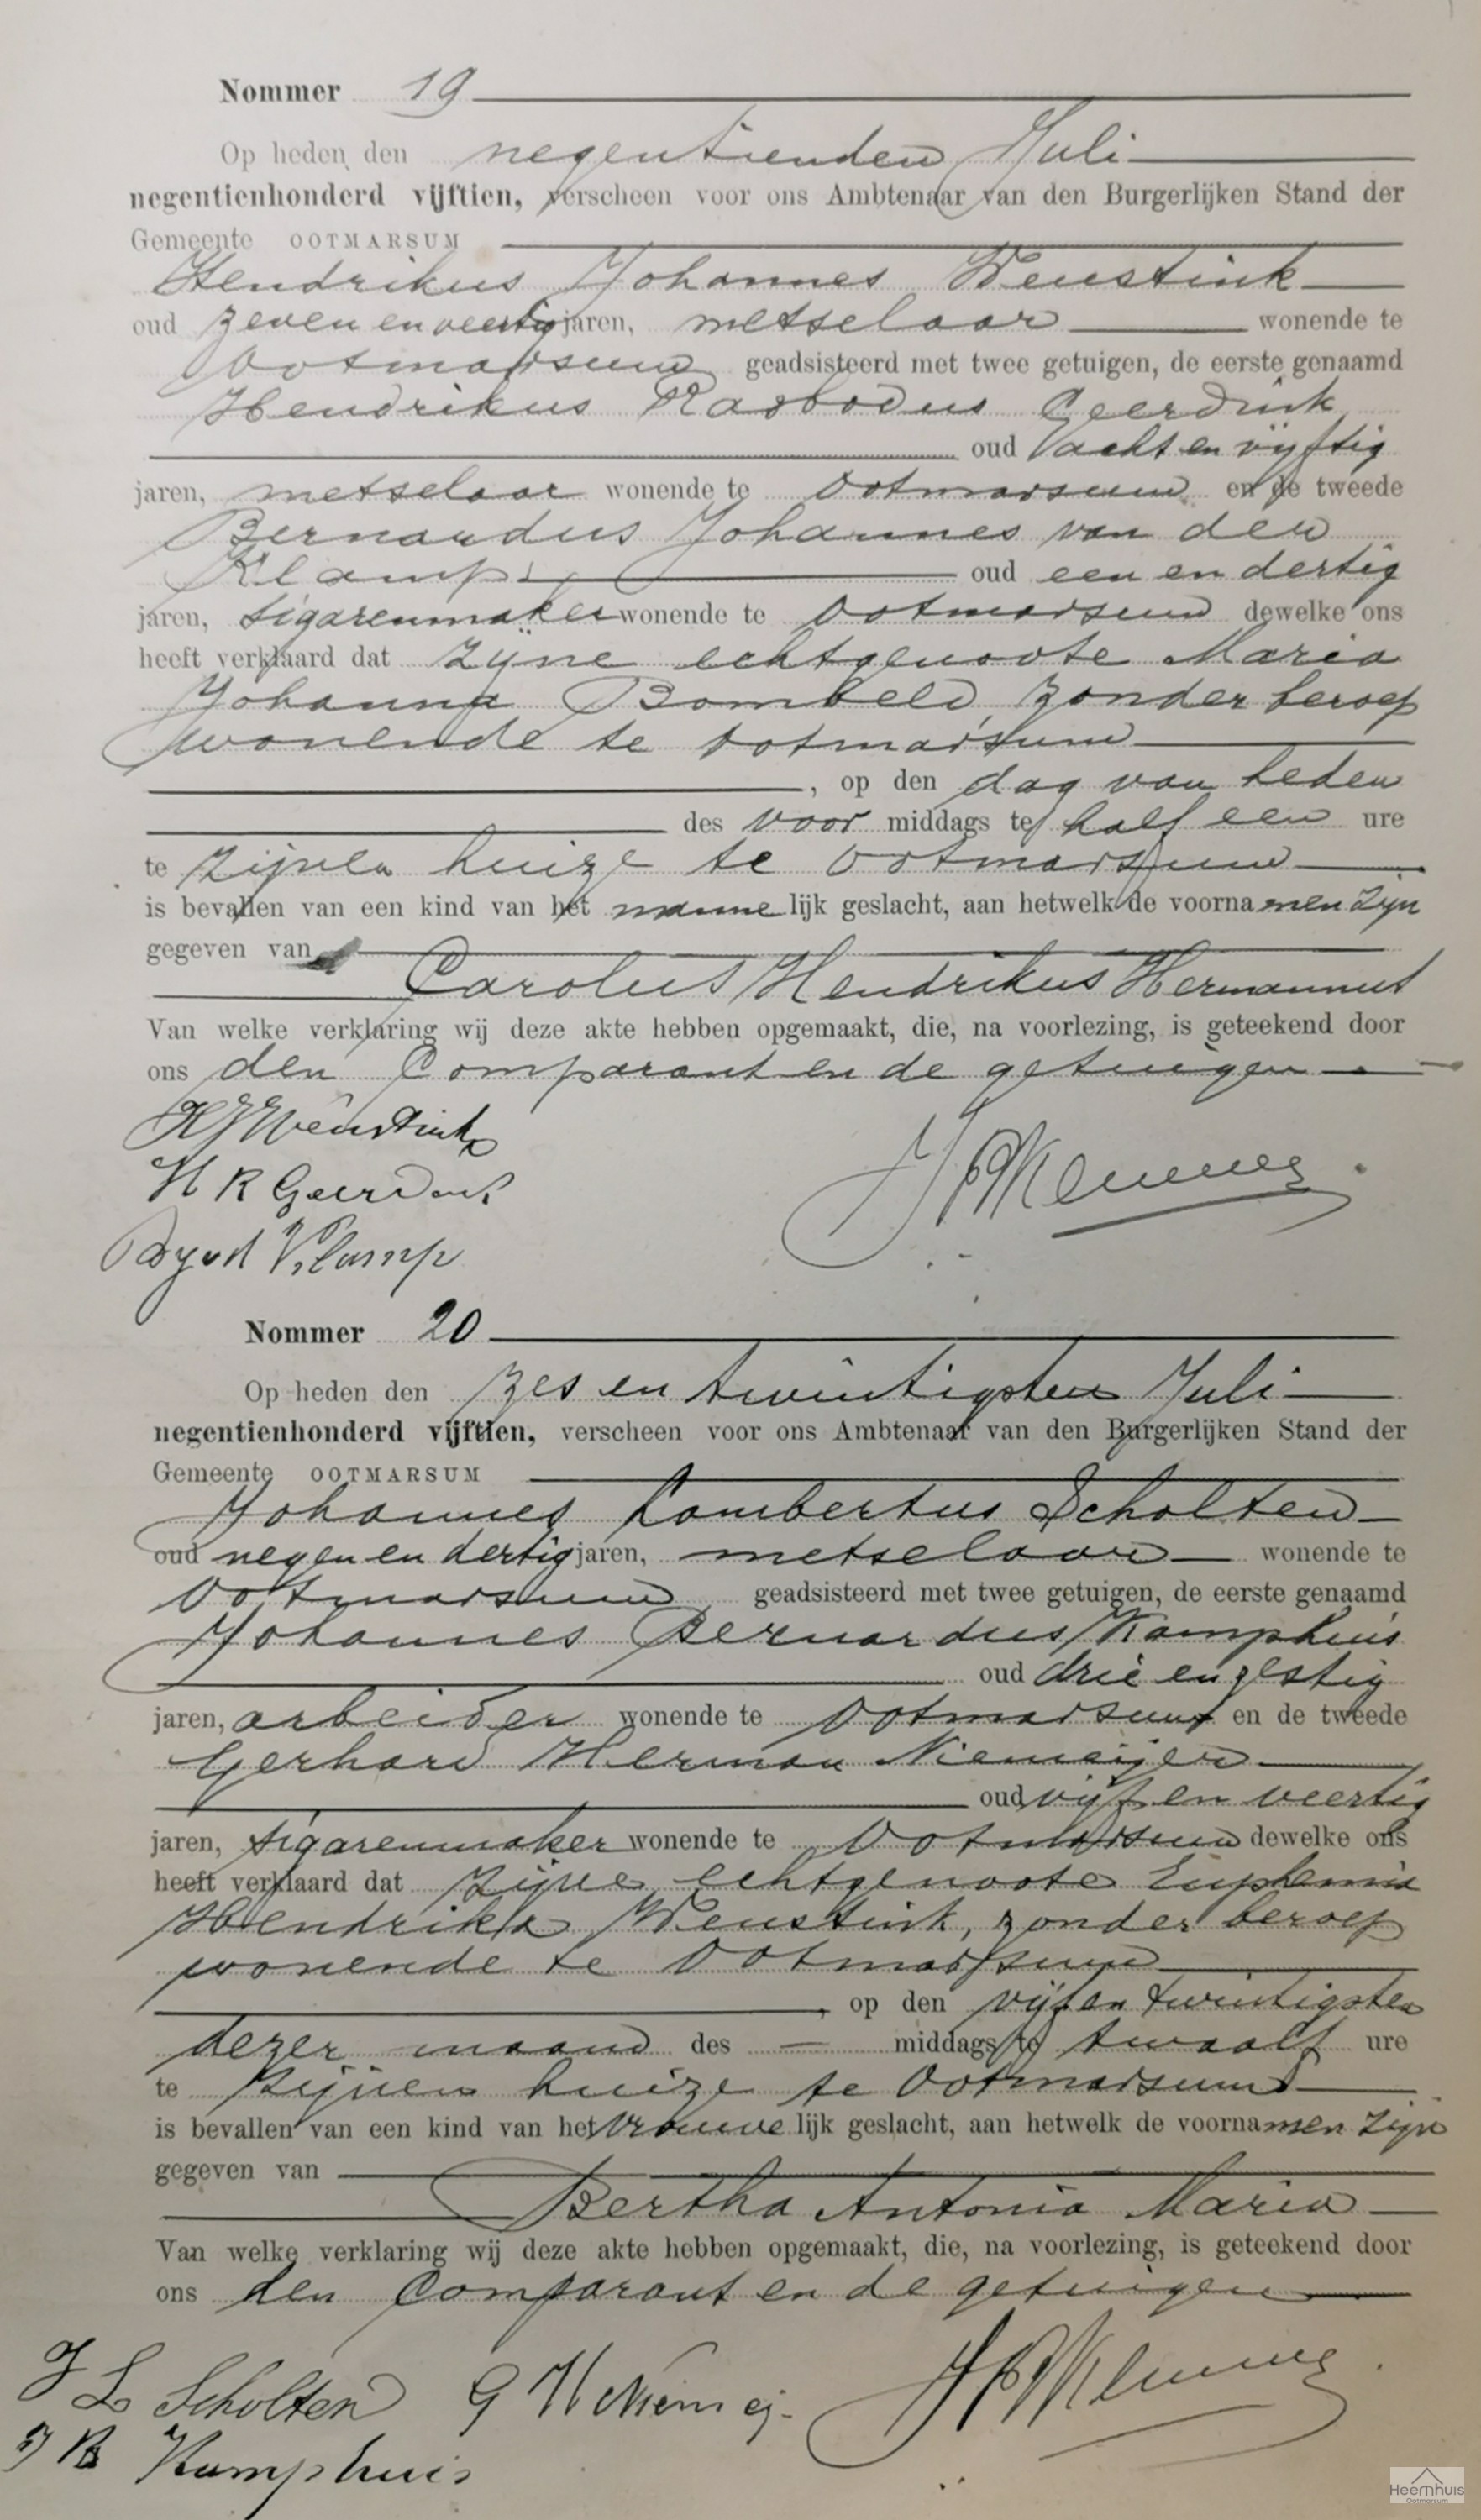 Nommer 19
Op heden den negentienden Juli
negentienhonderd vijftien, verscheen voor ons Ambtenaar van den Burgerlijken Stand der
Gemeente OOTMARSUM
Hendrikus Johannes Weustink
oud zeven en veertig jaren, metselaar wonende te
Ootmarsum geadsisteerd met twee getuigen, de eerste genaamd
Hendrikus Radbodus Geerdink
oud acht en vijftig
jaren, metselaar wonende te Ootmarsum en de tweede
Bernardus Johannes van der
Klamp oud een en dertig
jaren, sigarenmaker wonende te Ootmarsum dewelke ons
heeft verklaard dat zijne echtgenoote Maria
Johanna Bombeld, zonder beroep
wonende te Ootmarsum
, op den dag van heden
des voor middags te half een ure
te zijnen huize te Ootmarsum
is bevallen van een kind van het manne lijk geslacht, aan hetwelk de voornamen zijn
gegeven van
Carolus Hendrikus Hermannus
Van welke verklaring wij deze akte hebben opgemaakt, die, na voorlezing, is geteekend door
ons den Comparant en de getuigen
HJWeustink
H R Geerdink
vd Klamp
Nommer 20
Op heden den zes en twintigsten Juli
negentienhonderd vijftien, verscheen voor ons Ambtenaar van den Burgerlijken Stand der
Gemeente OOTMARSUM
Johannes Lambertus Scholten
oud negen en dertig jaren, metselaar wonende te
Ootmarsum geadsisteerd met twee getuigen, de eerste genaamd
Johannes Bernardus Kamphuis
oud drie en zestig
jaren, arbeider wonende te Ootmarsum en de tweede
Gerhard Herman Niemeijer
oud vijf en veertig
jaren, sigarenmaker wonende te Ootmarsum dewelke ons
heeft verklaard dat zijne echtgenoote Euphemia
Hendrika Weustink, zonder beroep
wonende te Ootmarsum
, op den vijf en twintigsten
dezer maand des — middags te twaalf ure
te zijnen huize te Ootmarsum
is bevallen van een kind van het vrouwe lijk geslacht, aan hetwelk de voornamen zijn
gegeven van
Bertha Antonia Maria
Van welke verklaring wij deze akte hebben opgemaakt, die, na voorlezing, is geteekend door
ons den Comparant en de getuigen
J L Scholten G H Niemeij-
J B Kamphuis
Heemhuis
Ootmarsum